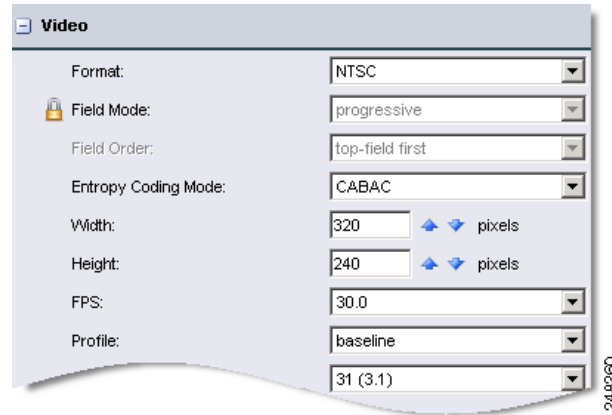 Video
Format: NTSC
Field Mode: progressive
Field Order: top-field first
Entropy Coding Mode: CABAC
Width: 320 pixels
Height: 240 pixels
FPS: 30.0
Profile: baseline
31 (3.1)